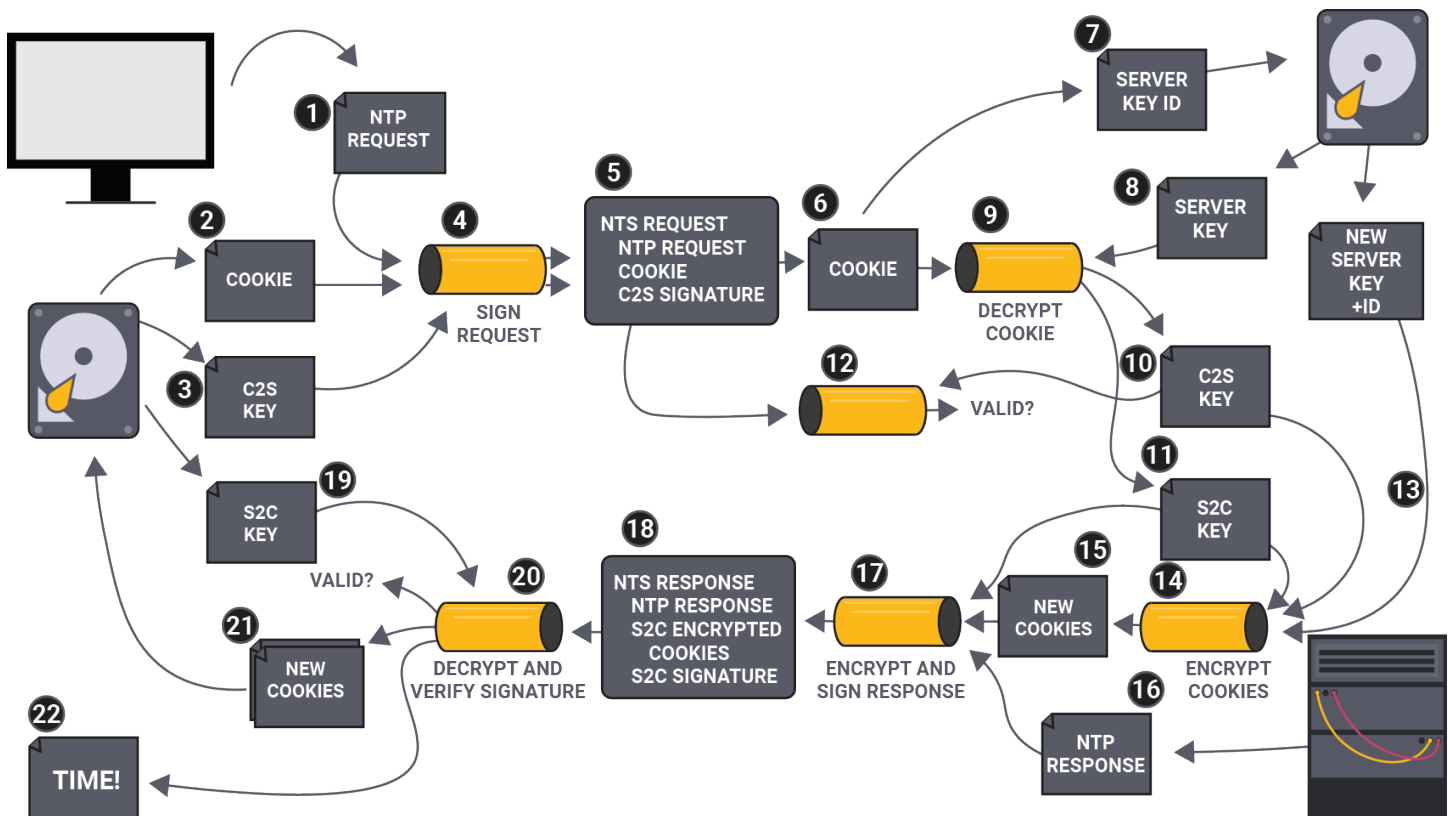 1
NTP
REQUEST
2
COOKIE
3
C2S
KEY
4
SIGN
REQUEST
5
NTS REQUEST
NTP REQUEST
COOKIE
C2S SIGNATURE
6
COOKIE
7
SERVER
KEY ID
8
SERVER
KEY
NEW
SERVER
KEY
+ID
9
DECRYPT
COOKIE
10
C2S
KEY
11
S2C
KEY
12
VALID?
13
14
ENCRYPT
COOKIES
15
NEW
COOKIES
16
NTP
RESPONSE
17
ENCRYPT AND
SIGN RESPONSE
18
NTS RESPONSE
NTP RESPONSE
S2C ENCRYPTED
COOKIES
S2C SIGNATURE
19
S2C
KEY
20
DECRYPT AND
VERIFY SIGNATURE
VALID?
21
NEW
COOKIES
22
TIME!